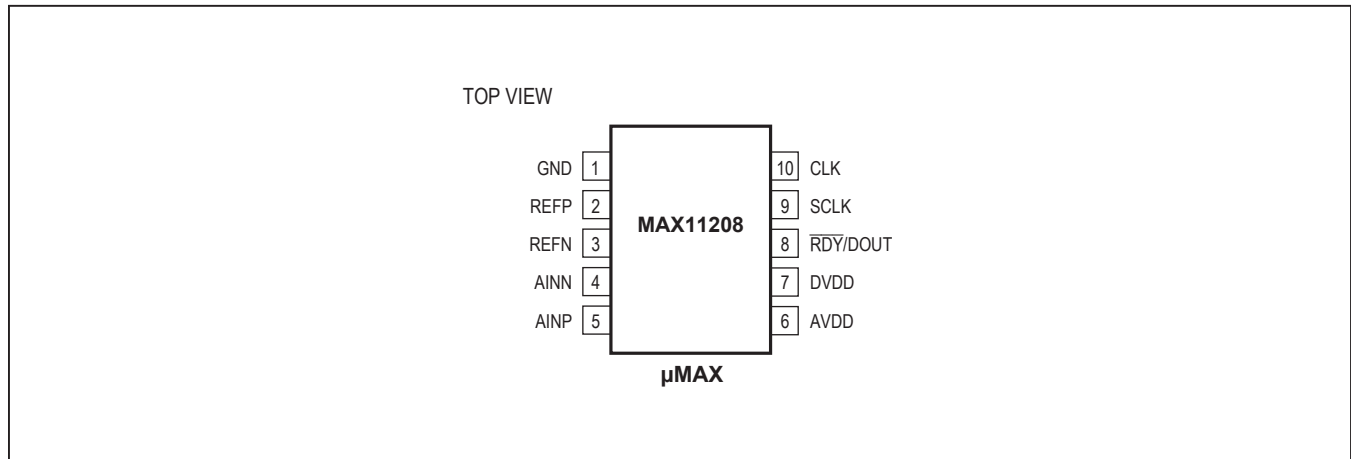 TOP VIEW
GND 1
REFP 2
REFN 3
AINN 4
AINP 5
MAX11208
10 CLK
9 SCLK
8 R̅D̅Y̅/DOUT
7 DVDD
6 AVDD
µMAX